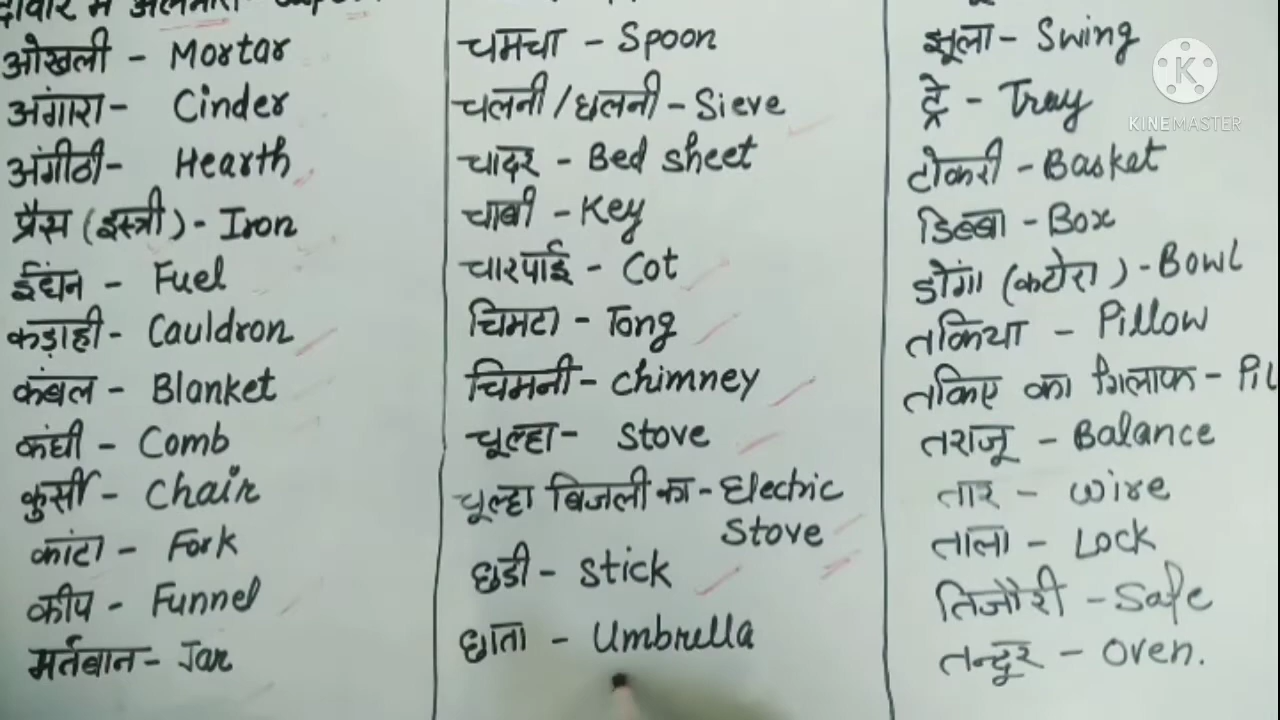 ओखली - Mortar
अंगारा - Cinder
अंगीठी - Hearth
प्रैस (इस्त्री) - Iron
ईधंन - Fuel
कड़ाही - Cauldron
कंबल - Blanket
कंघी - Comb
कुर्सी - Chair
कांटा - Fork
कीप - Funnel
मर्तबान - Jar
चमचा - Spoon
चलनी / छलनी - Sieve
चादर - Bed sheet
चाबी - Key
चारपाई - Cot
चिमटा - Tong
चिमनी - Chimney
चूल्हा - Stove
चूल्हा बिजली का - Electric
Stove
छडी - Stick
छाता - Umbrella
झूला - Swing
ट्रे - Tray
टोकरी - Basket
डिब्बा - Box
डोंगा (कटोरा) - Bowl
तकिया - Pillow
तकिए का गिलाफ -
तराजू - Balance
तार - Wire
ताला - Lock
तिजौरी - Safe
तन्दूर - Oven.
K
KINEMASTER